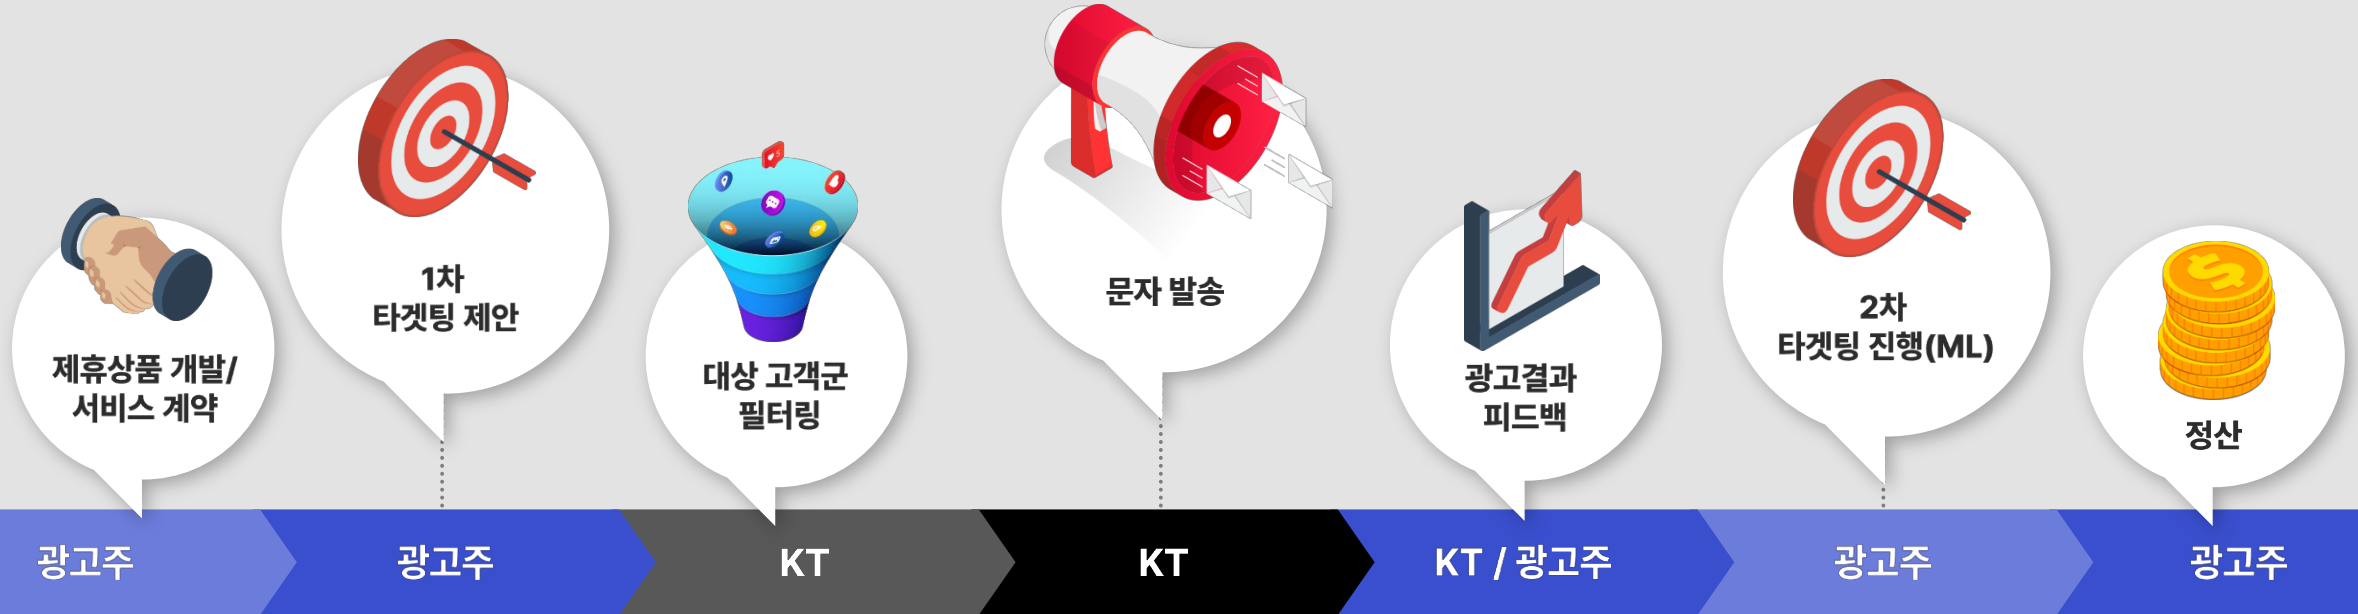 제휴상품 개발/
서비스 계약
1차
타겟팅 제안
대상 고객군
필터링
문자 발송
광고결과
피드백
2차
타겟팅 진행(ML)
정산
광고주
광고주
KT
KT
KT / 광고주
광고주
광고주